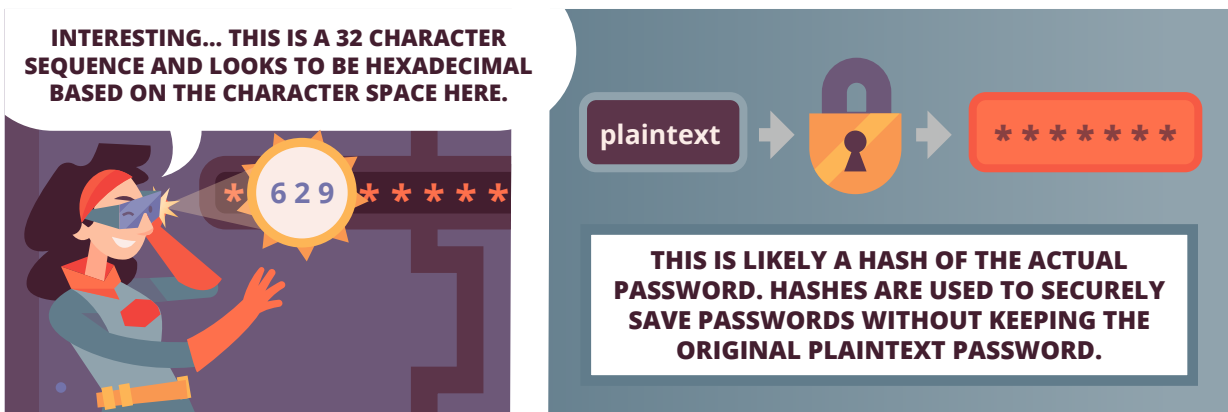 INTERESTING... THIS IS A 32 CHARACTER
SEQUENCE AND LOOKS TO BE HEXADECIMAL
BASED ON THE CHARACTER SPACE HERE.
* 629 * * * * *
plaintext
* * * * * * *
THIS IS LIKELY A HASH OF THE ACTUAL
PASSWORD. HASHES ARE USED TO SECURELY
SAVE PASSWORDS WITHOUT KEEPING THE
ORIGINAL PLAINTEXT PASSWORD.